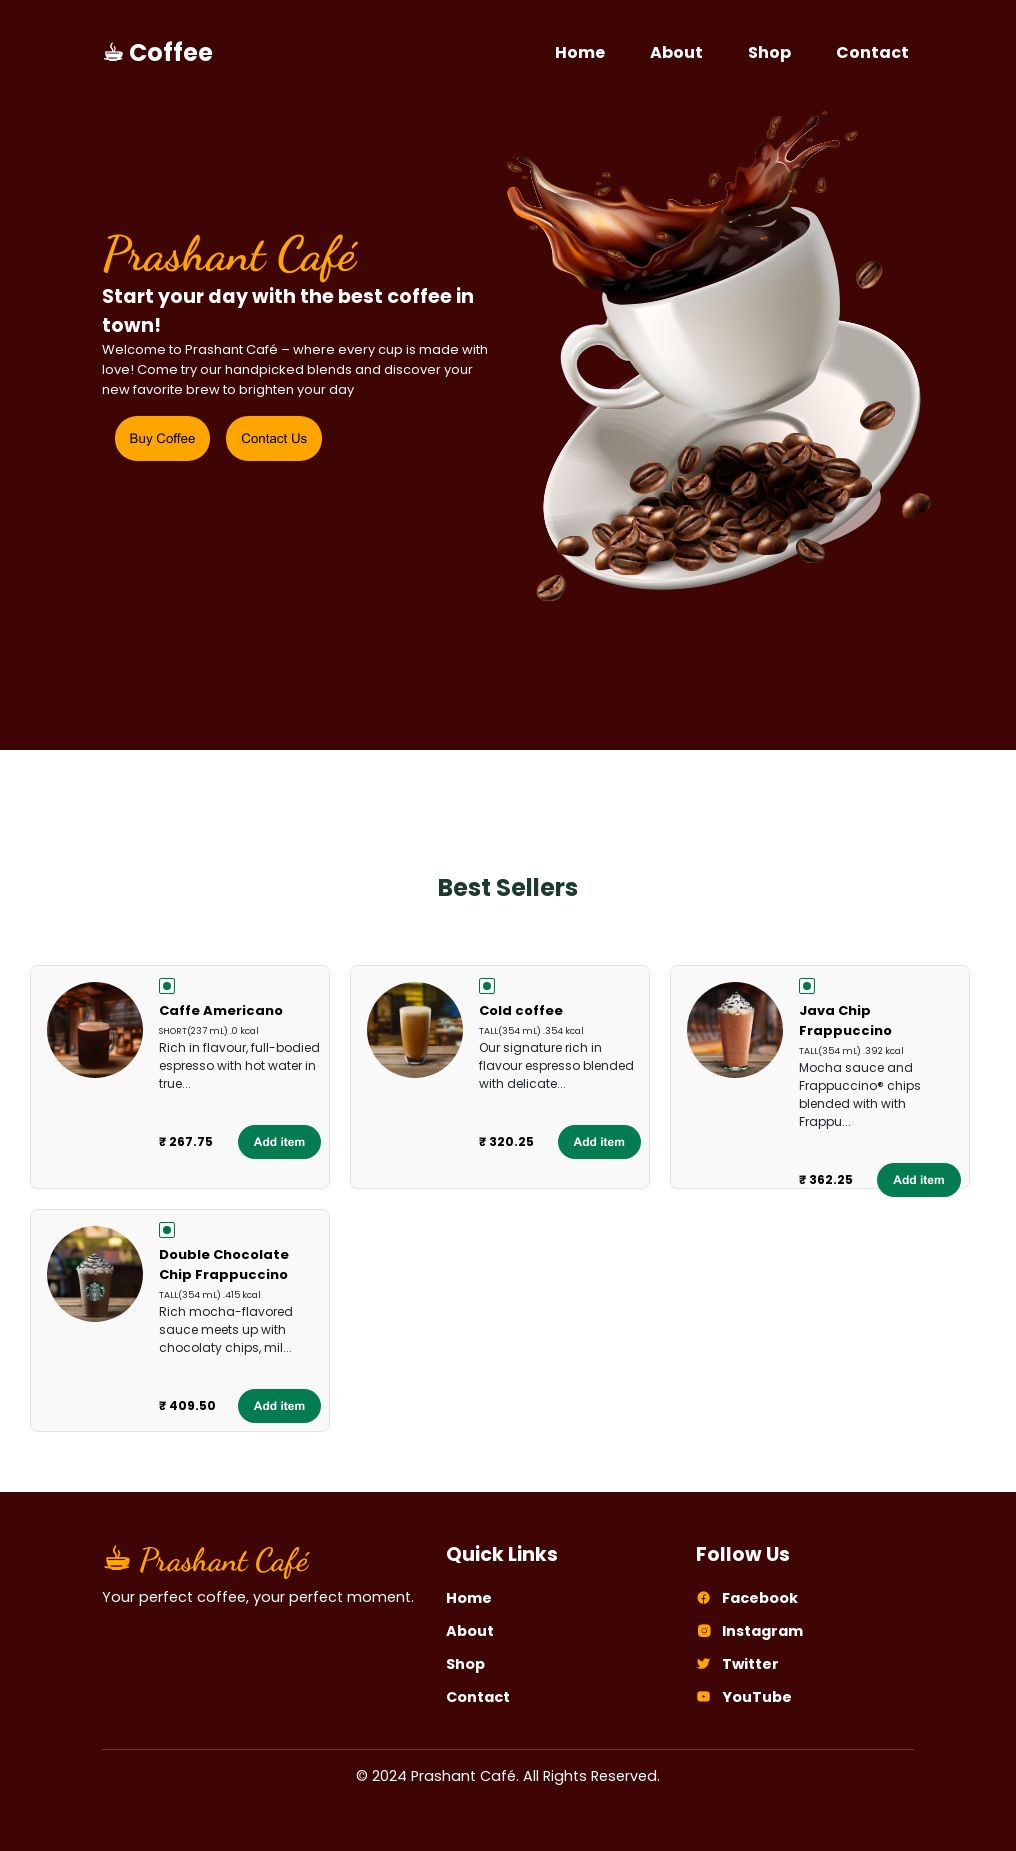 Coffee
Home About Shop Contact
Prashant Café
Start your day with the best coffee in
town!
Welcome to Prashant Café – where every cup is made with
love! Come try our handpicked blends and discover your
new favorite brew to brighten your day
Buy Coffee Contact Us
Best Sellers
Caffe Americano
SHORT(237 mL) .0 kcal
Rich in flavour, full-bodied
espresso with hot water in
true...
₹ 267.75 Add item
Cold coffee
TALL(354 mL) .354 kcal
Our signature rich in
flavour espresso blended
with delicate...
₹ 320.25 Add item
Java Chip
Frappuccino
TALL(354 mL) .392 kcal
Mocha sauce and
Frappuccino® chips
blended with with
Frappu...
₹ 362.25 Add item
Double Chocolate
Chip Frappuccino
TALL(354 mL) .415 kcal
Rich mocha-flavored
sauce meets up with
chocolaty chips, mil...
₹ 409.50 Add item
Prashant Café
Your perfect coffee, your perfect moment.
Quick Links
Home
About
Shop
Contact
Follow Us
Facebook
Instagram
Twitter
YouTube
© 2024 Prashant Café. All Rights Reserved.